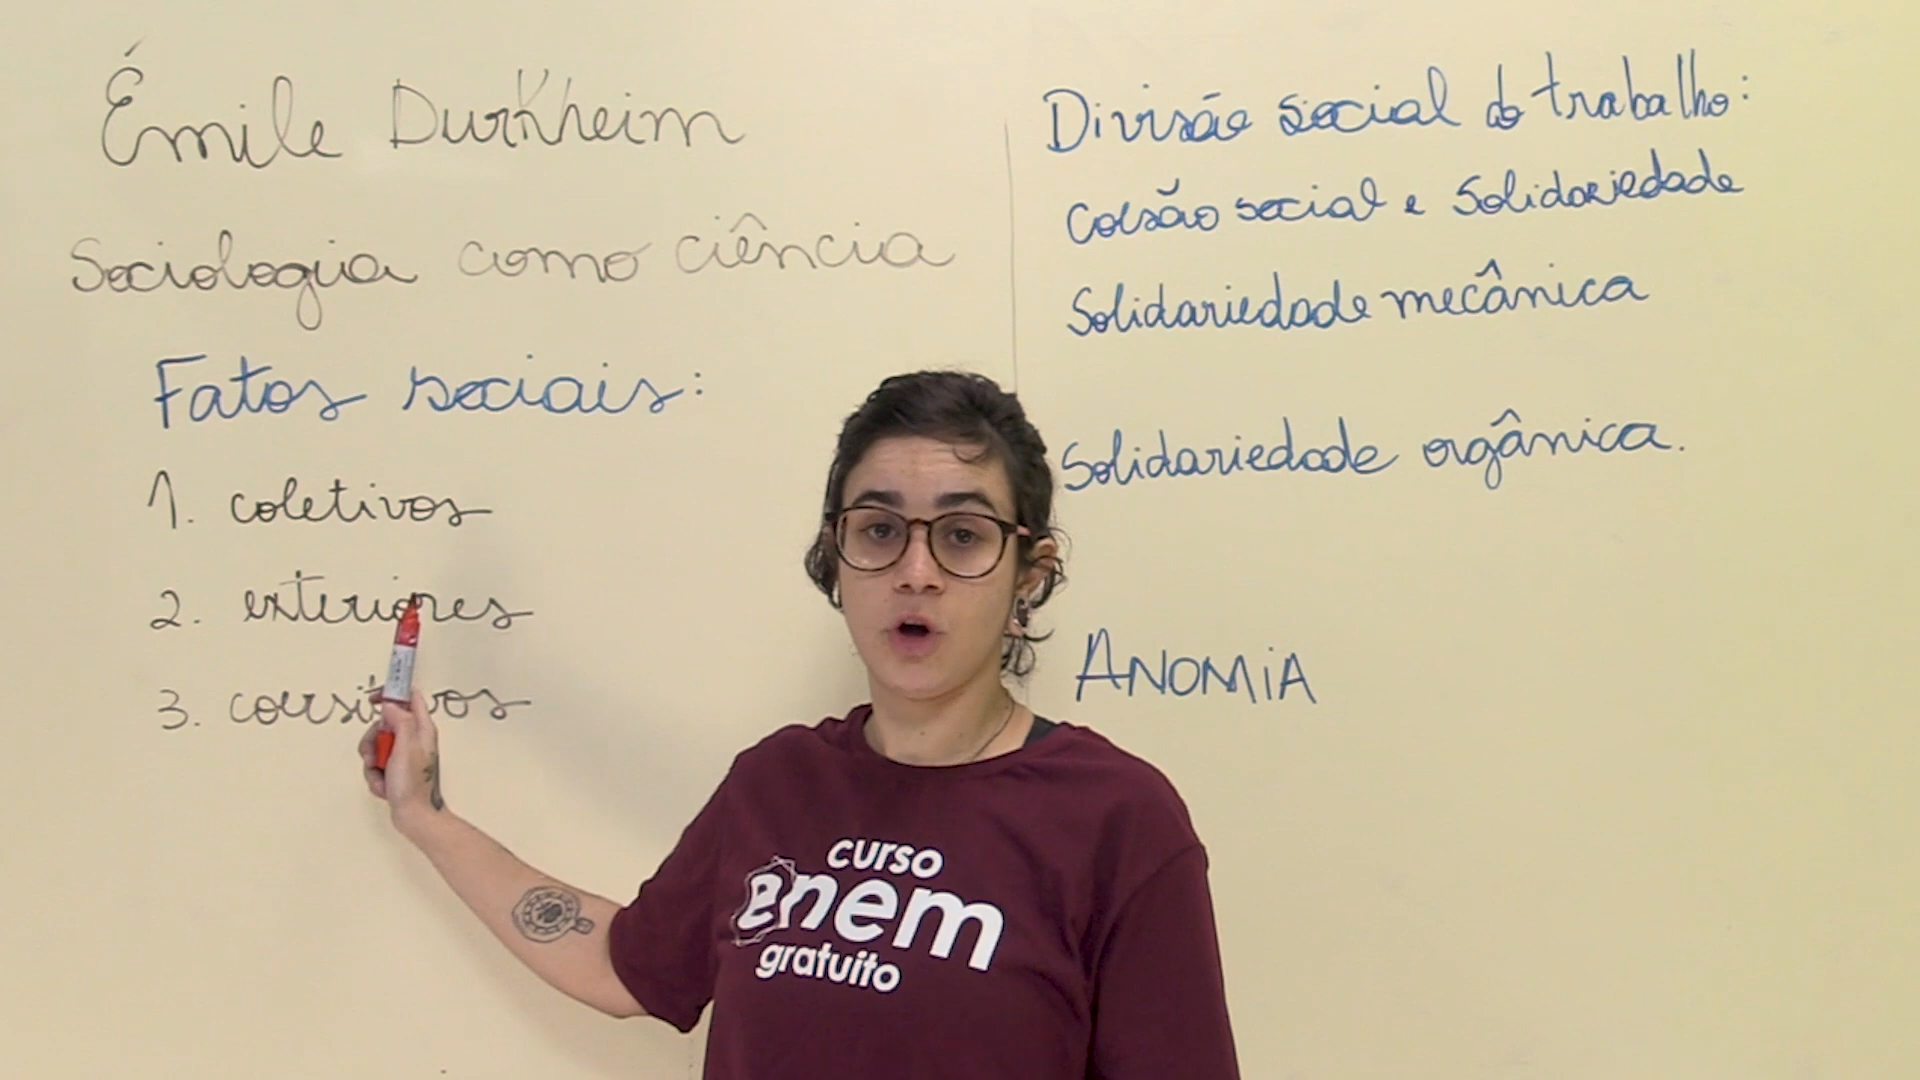 Émile Durkheim
Sociologia como ciência
Fatos sociais:
1. coletivos
2. exteriores
3. coersitivos
Divisão social do trabalho:
Coesão social e Solidariedade
Solidariedade mecânica
Solidariedade orgânica.
ANOMIA
curso
enem
gratuito